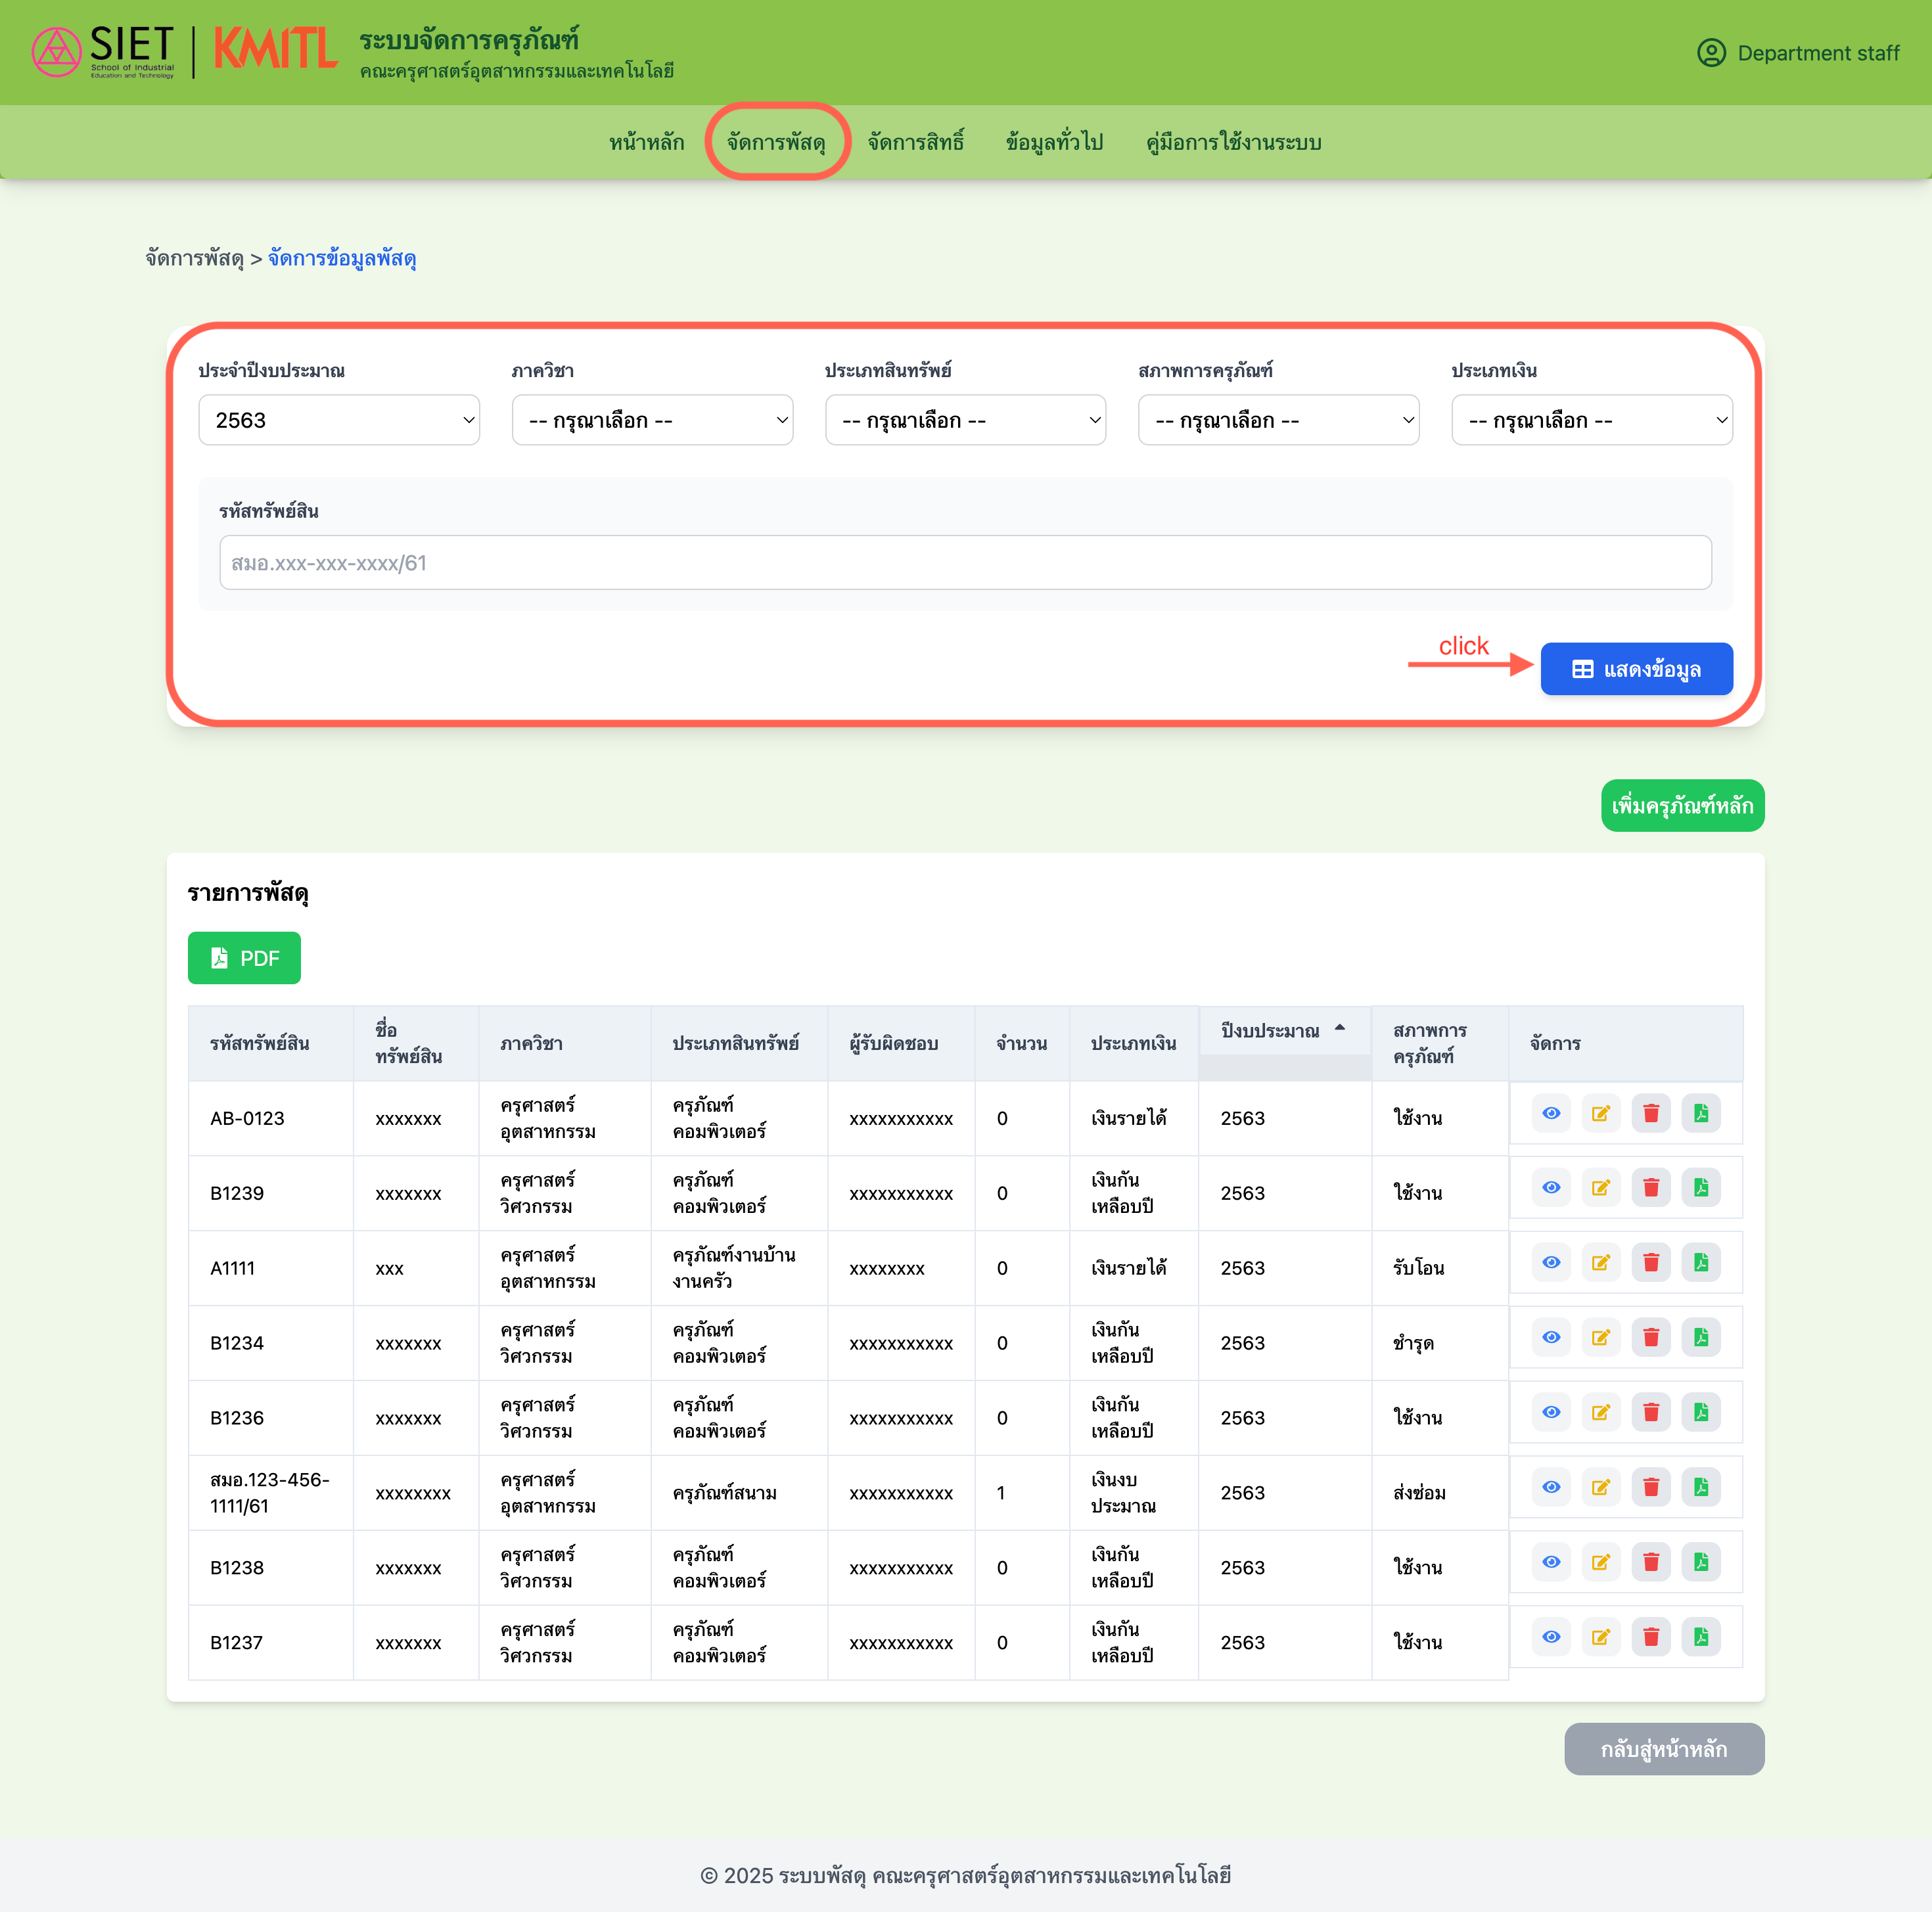 SIET
School of Industrial
Education and Technology
KMITL
ระบบจัดการครุภัณฑ์
คณะครุศาสตร์อุตสาหกรรมและเทคโนโลยี
Department staff
หน้าหลัก จัดการพัสดุ จัดการสิทธิ์ ข้อมูลทั่วไป คู่มือการใช้งานระบบ
จัดการพัสดุ > จัดการข้อมูลพัสดุ
ประจำปีงบประมาณ ภาควิชา ประเภทสินทรัพย์ สภาพการครุภัณฑ์ ประเภทเงิน
2563 -- กรุณาเลือก -- -- กรุณาเลือก -- -- กรุณาเลือก -- -- กรุณาเลือก --
รหัสทรัพย์สิน
สมอ.xxx-xxx-xxxx/61
click
แสดงข้อมูล
เพิ่มครุภัณฑ์หลัก
รายการพัสดุ
PDF
รหัสทรัพย์สิน ชื่อ ทรัพย์สิน ภาควิชา ประเภทสินทรัพย์ ผู้รับผิดชอบ จำนวน ประเภทเงิน ปีงบประมาณ สภาพการ ครุภัณฑ์ จัดการ
AB-0123 xxxxxxx ครุศาสตร์ อุตสาหกรรม ครุภัณฑ์ คอมพิวเตอร์ xxxxxxxxxxx 0 เงินรายได้ 2563 ใช้งาน
B1239 xxxxxxx ครุศาสตร์ วิศวกรรม ครุภัณฑ์ คอมพิวเตอร์ xxxxxxxxxxx 0 เงินกัน เหลือบปี 2563 ใช้งาน
A1111 xxx ครุศาสตร์ อุตสาหกรรม ครุภัณฑ์งานบ้าน งานครัว xxxxxxxx 0 เงินรายได้ 2563 รับโอน
B1234 xxxxxxx ครุศาสตร์ วิศวกรรม ครุภัณฑ์ คอมพิวเตอร์ xxxxxxxxxxx 0 เงินกัน เหลือบปี 2563 ชำรุด
B1236 xxxxxxx ครุศาสตร์ วิศวกรรม ครุภัณฑ์ คอมพิวเตอร์ xxxxxxxxxxx 0 เงินกัน เหลือบปี 2563 ใช้งาน
สมอ.123-456-1111/61 xxxxxxxx ครุศาสตร์ อุตสาหกรรม ครุภัณฑ์สนาม xxxxxxxxxxx 1 เงินงบ ประมาณ 2563 ส่งซ่อม
B1238 xxxxxxx ครุศาสตร์ วิศวกรรม ครุภัณฑ์ คอมพิวเตอร์ xxxxxxxxxxx 0 เงินกัน เหลือบปี 2563 ใช้งาน
B1237 xxxxxxx ครุศาสตร์ วิศวกรรม ครุภัณฑ์ คอมพิวเตอร์ xxxxxxxxxxx 0 เงินกัน เหลือบปี 2563 ใช้งาน
กลับสู่หน้าหลัก
© 2025 ระบบพัสดุ คณะครุศาสตร์อุตสาหกรรมและเทคโนโลยี